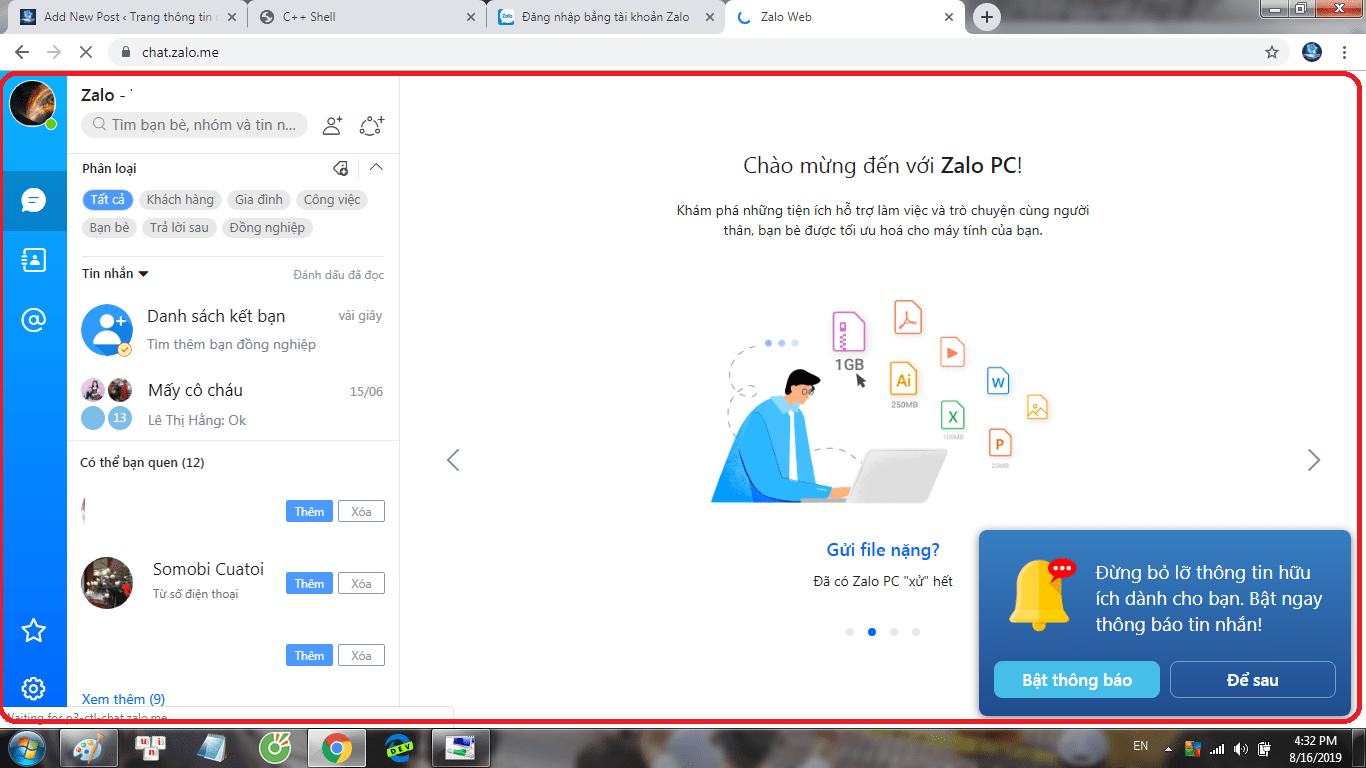 Add New Post ‹ Trang thông tin
C++ Shell
Đăng nhập bằng tài khoản Zalo
Zalo Web
chat.zalo.me
Zalo -
Tìm bạn bè, nhóm và tin n...
Phân loại
Tất cả
Khách hàng
Gia đình
Công việc
Bạn bè
Trả lời sau
Đồng nghiệp
Tin nhắn
Đánh dấu đã đọc
Danh sách kết bạn
vài giây
Tìm thêm bạn đồng nghiệp
Mấy cô cháu
15/06
13
Lê Thị Hằng: Ok
Có thể bạn quen (12)
Thêm
Xóa
Somobi Cuatoi
Từ số điện thoại
Thêm
Xóa
Thêm
Xóa
Xem thêm (9)
Waiting for p3-ctl-chat.zalo.me...
Chào mừng đến với Zalo PC!
Khám phá những tiện ích hỗ trợ làm việc và trò chuyện cùng người
thân, bạn bè được tối ưu hoá cho máy tính của bạn.
1GB
Ai
250MB
W
X
100MB
P
25MB
Gửi file nặng?
Đã có Zalo PC "xử" hết
Đừng bỏ lỡ thông tin hữu
ích dành cho bạn. Bật ngay
thông báo tin nhắn!
Bật thông báo
Để sau
u i n
DEV
EN
4:32 PM
8/16/2019